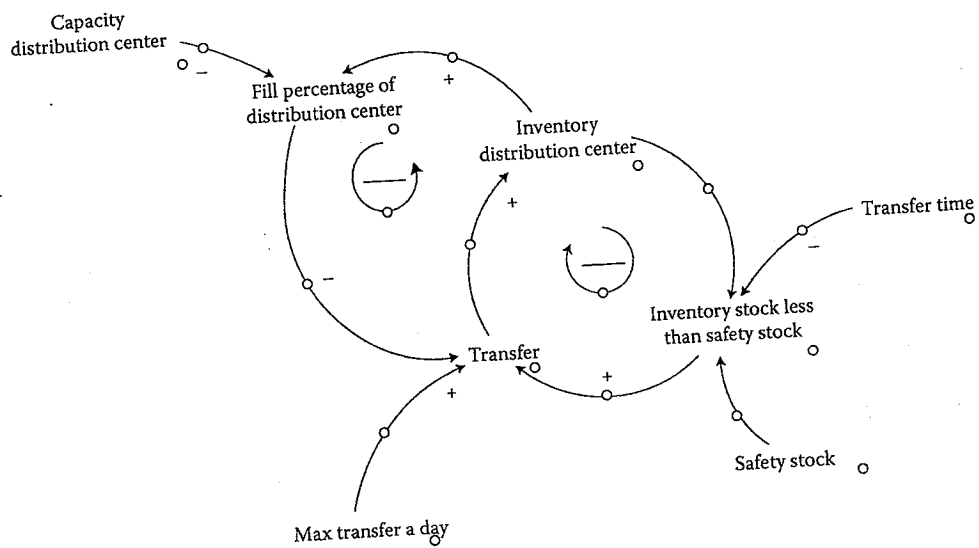 Capacity
distribution center
−
+
Fill percentage of
distribution center
Inventory
distribution center
+
Transfer time
−
−
Inventory stock less
than safety stock
Transfer
+
+
Safety stock
Max transfer a day